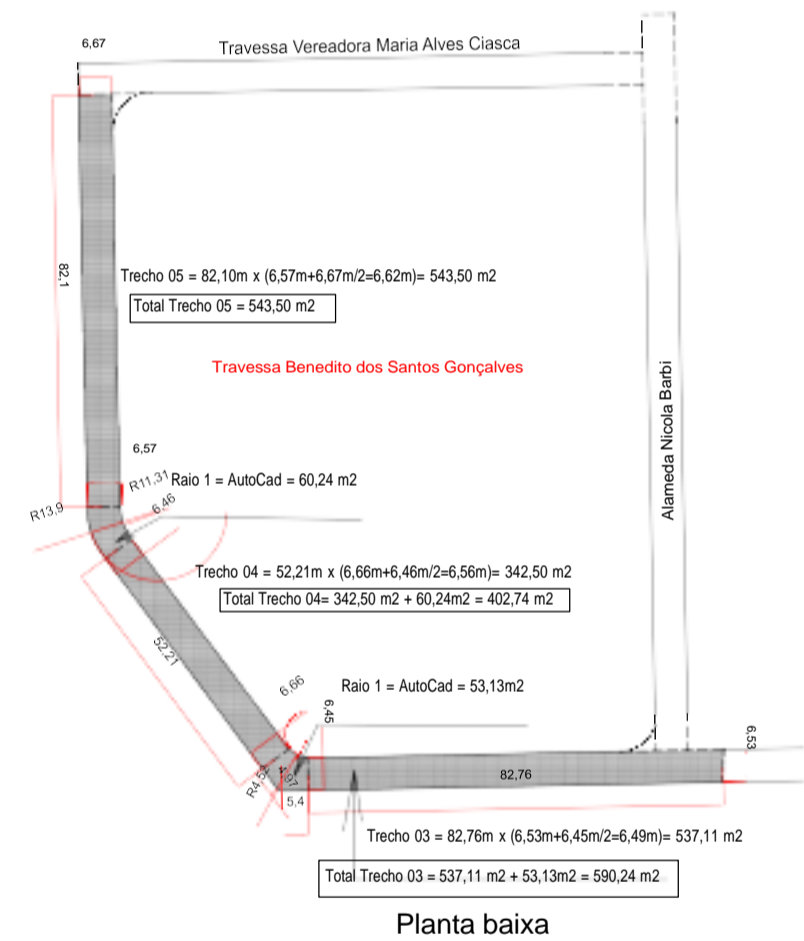 6,67
Travessa Vereadora Maria Alves Ciasca
82,1
Trecho 05 = 82,10m x (6,57m+6,67m/2=6,62m)= 543,50 m2
Total Trecho 05 = 543,50 m2
Travessa Benedito dos Santos Gonçalves
Alameda Nicola Barbi
6,57
R11,31
Raio 1 = AutoCad = 60,24 m2
R13,9
6,46
Trecho 04 = 52,21m x (6,66m+6,46m/2=6,56m)= 342,50 m2
Total Trecho 04= 342,50 m2 + 60,24m2 = 402,74 m2
52,21
6,66
Raio 1 = AutoCad = 53,13m2
6,45
6,53
4,97
82,76
5,4
Trecho 03 = 82,76m x (6,53m+6,45m/2=6,49m)= 537,11 m2
Total Trecho 03 = 537,11 m2 + 53,13m2 = 590,24 m2
Planta baixa